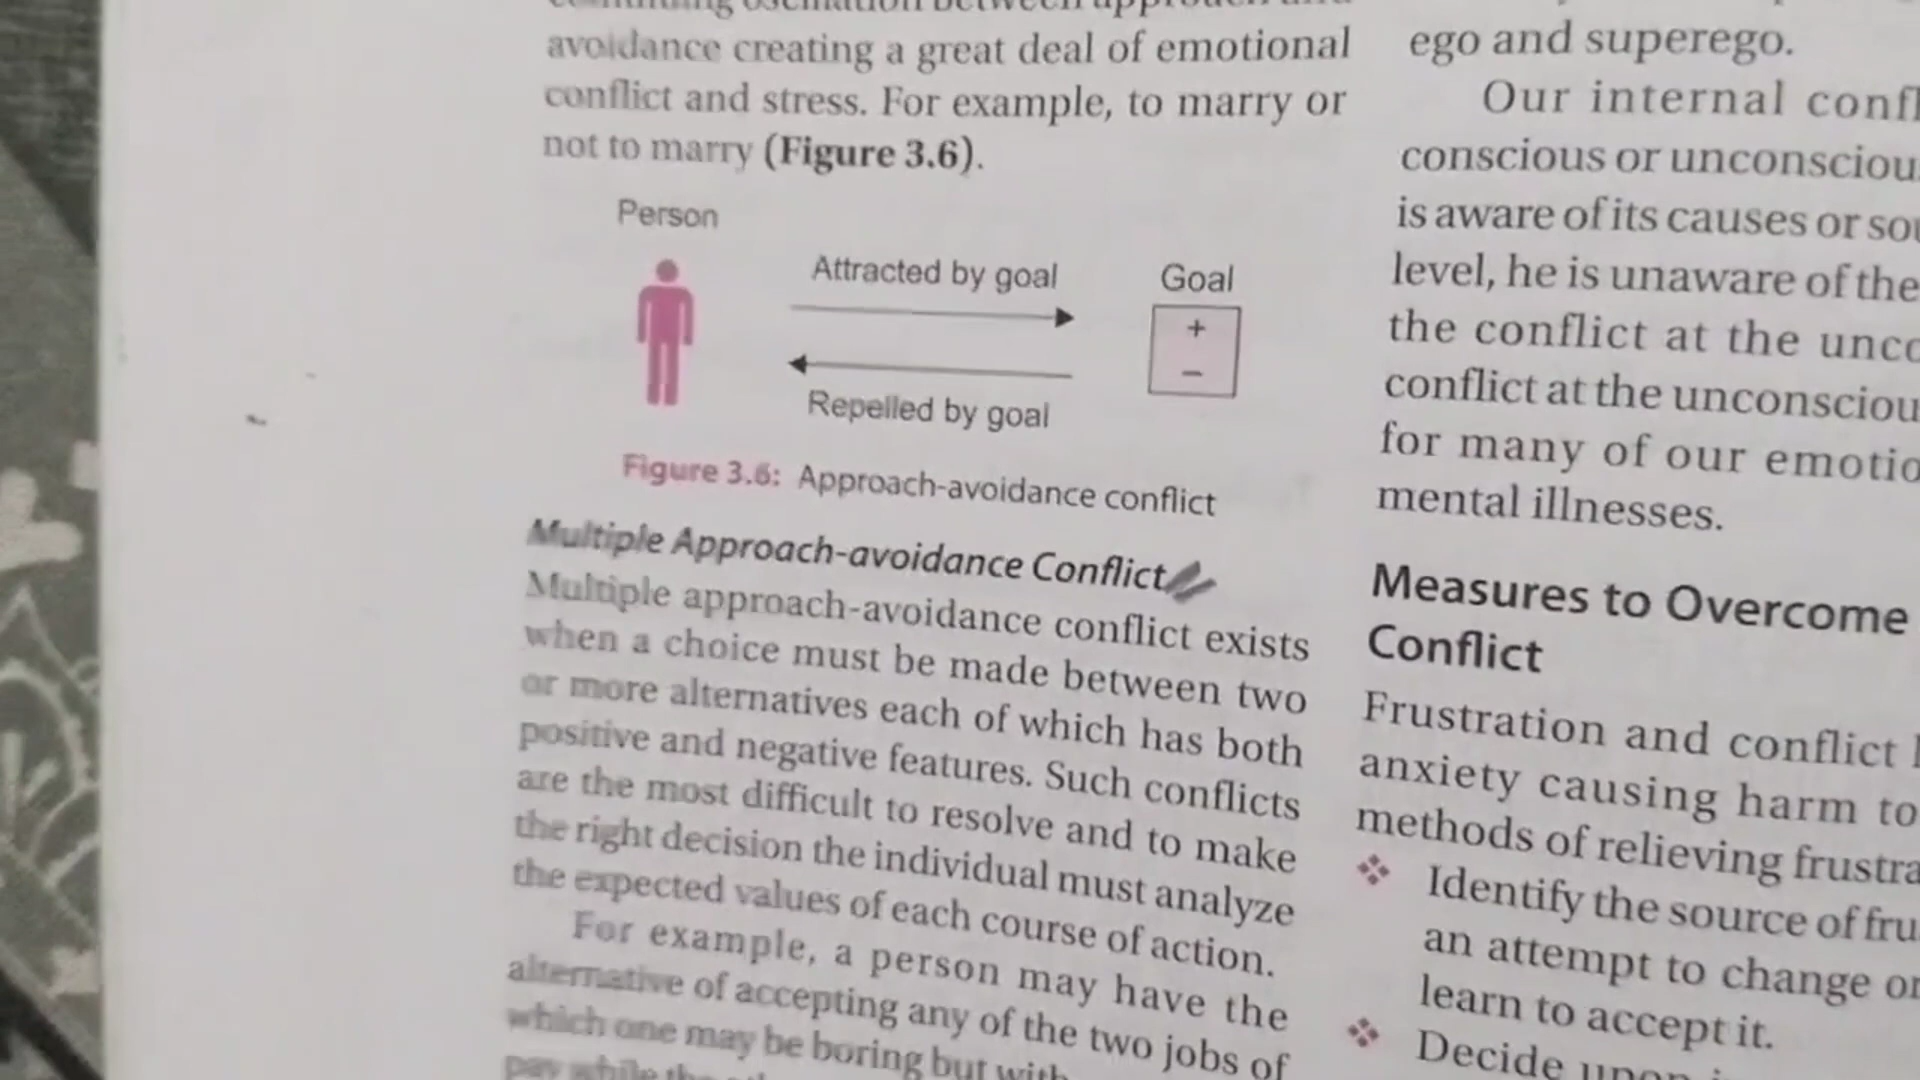 avoidance creating a great deal of emotional
conflict and stress. For example, to marry or
not to marry (Figure 3.6).
Person
Attracted by goal
Goal
+
−
Repelled by goal
Figure 3.6: Approach-avoidance conflict
Multiple Approach-avoidance Conflict
Multiple approach-avoidance conflict exists
when a choice must be made between two
or more alternatives each of which has both
positive and negative features. Such conflicts
are the most difficult to resolve and to make
the right decision the individual must analyze
the expected values of each course of action.
For example, a person may have the
alternative of accepting any of the two jobs of
which one may be boring but with
pay while the
ego and superego.
Our internal
conscious or
is aware of its causes or
level, he is unaware of the
the conflict at the
conflict at the
for many of our
mental illnesses.
Measures to Overcome
Conflict
Frustration and conflict
anxiety causing harm to
methods of relieving
❖ Identify the source of
an attempt to change
learn to accept it.
❖ Decide upon